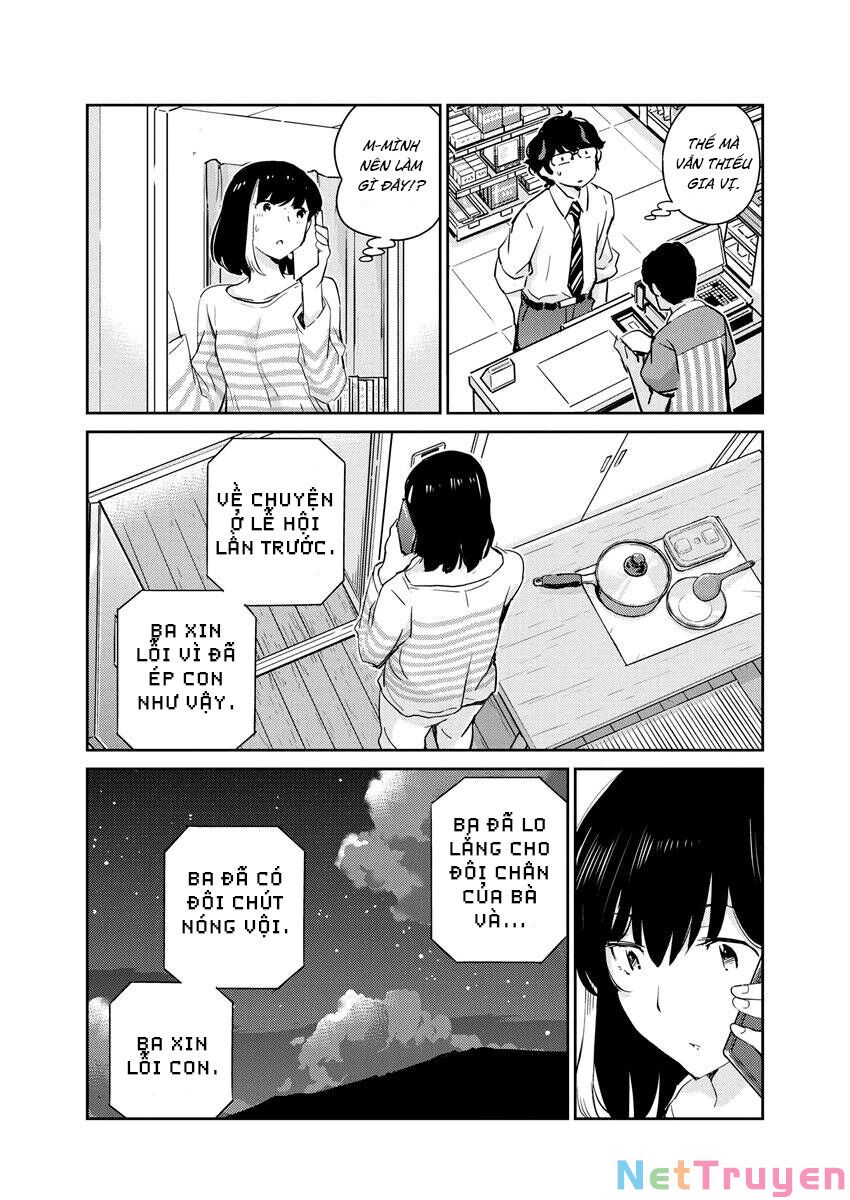 THẾ MÀ
VẪN THIẾU
GIA VỊ.
M-MÌNH
NÊN LÀM
GÌ ĐÂY!?
VỀ CHUYỆN
Ở LỄ HỘI
LẦN TRƯỚC.
BA XIN
LỖI VÌ ĐÃ
ÉP CON
NHƯ VẬY.
BA ĐÃ LO
LẮNG CHO
ĐÔI CHÂN
CỦA BÀ
VÀ...
BA ĐÃ CÓ
ĐÔI CHÚT
NÓNG VỘI.
BA XIN
LỖI CON.
NetTruyen